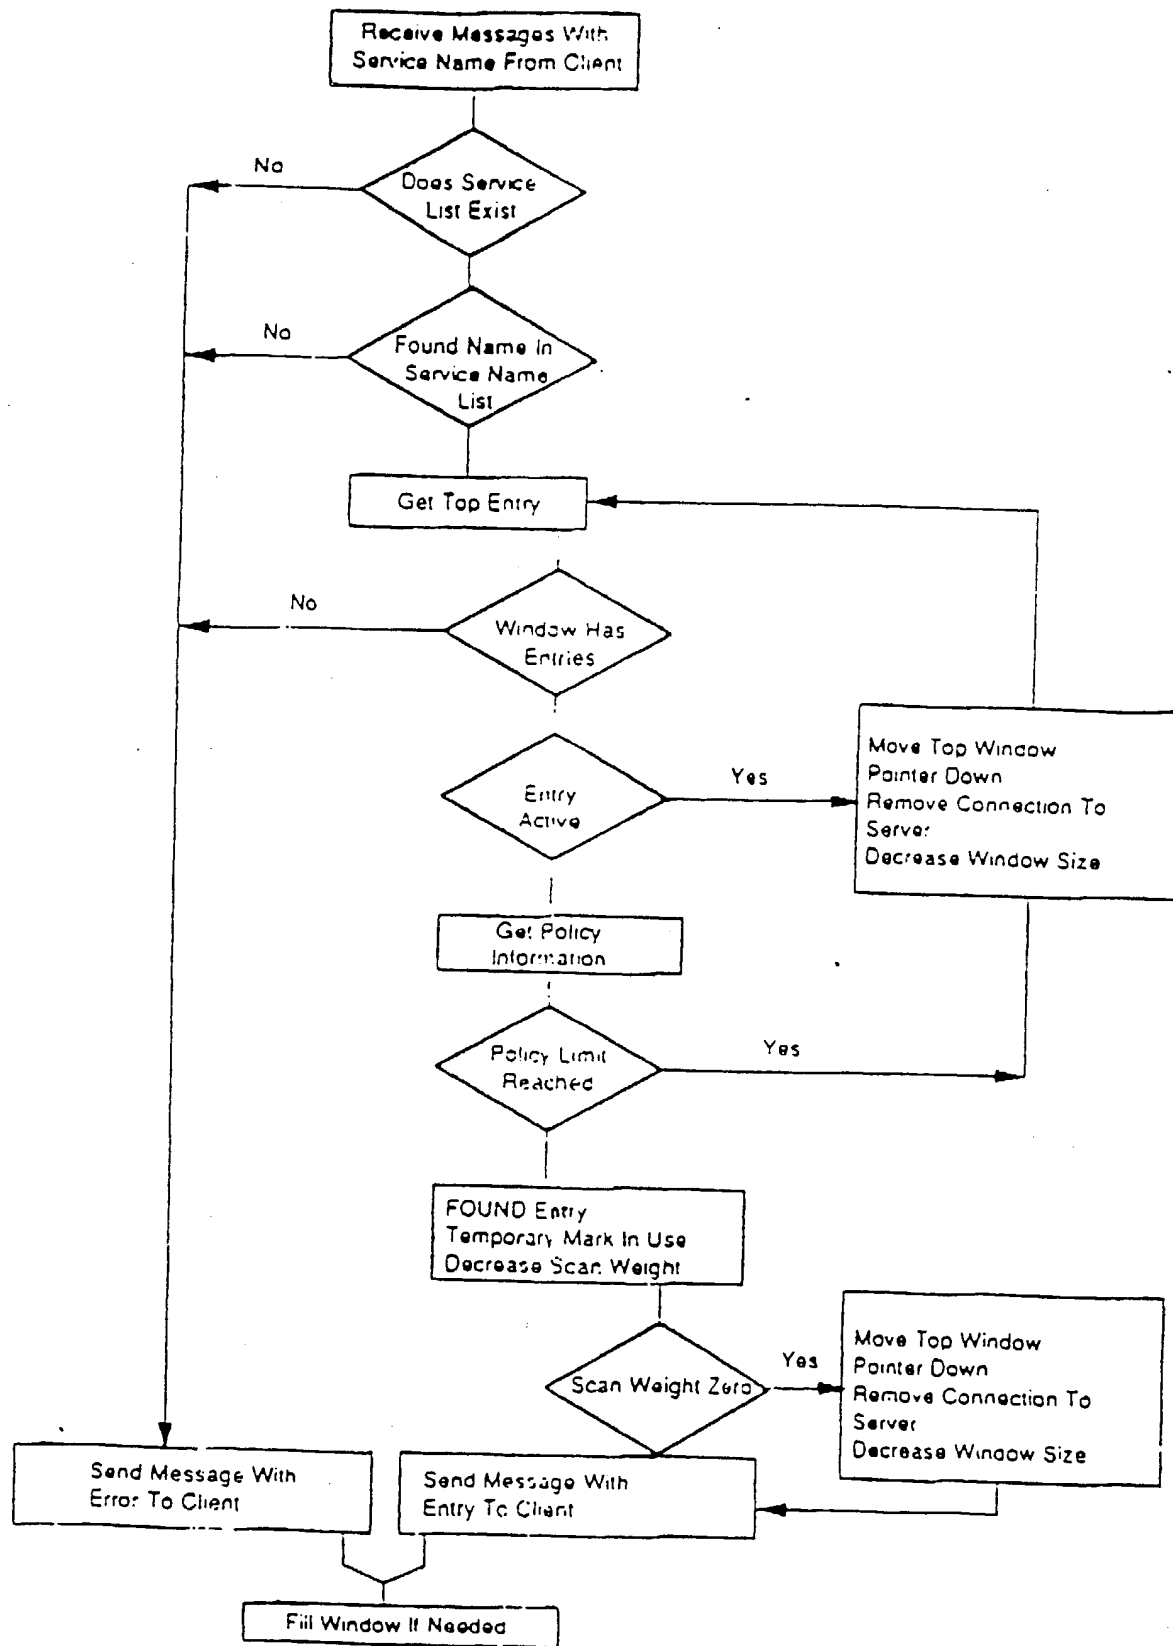 Receive Messages With
Service Name From Client
No
Does Service
List Exist
No
Found Name In
Service Name
List
Get Top Entry
No
Window Has
Entries
Move Top Window
Pointer Down
Remove Connection To
Server
Decrease Window Size
Yes
Entry
Active
Get Policy
Information
Policy Limit
Reached
Yes
FOUND Entry
Temporary Mark In Use
Decrease Scan Weight
Scan Weight Zero
Yes
Move Top Window
Pointer Down
Remove Connection To
Server
Decrease Window Size
Send Message With
Error To Client
Send Message With
Entry To Client
Fill Window If Needed